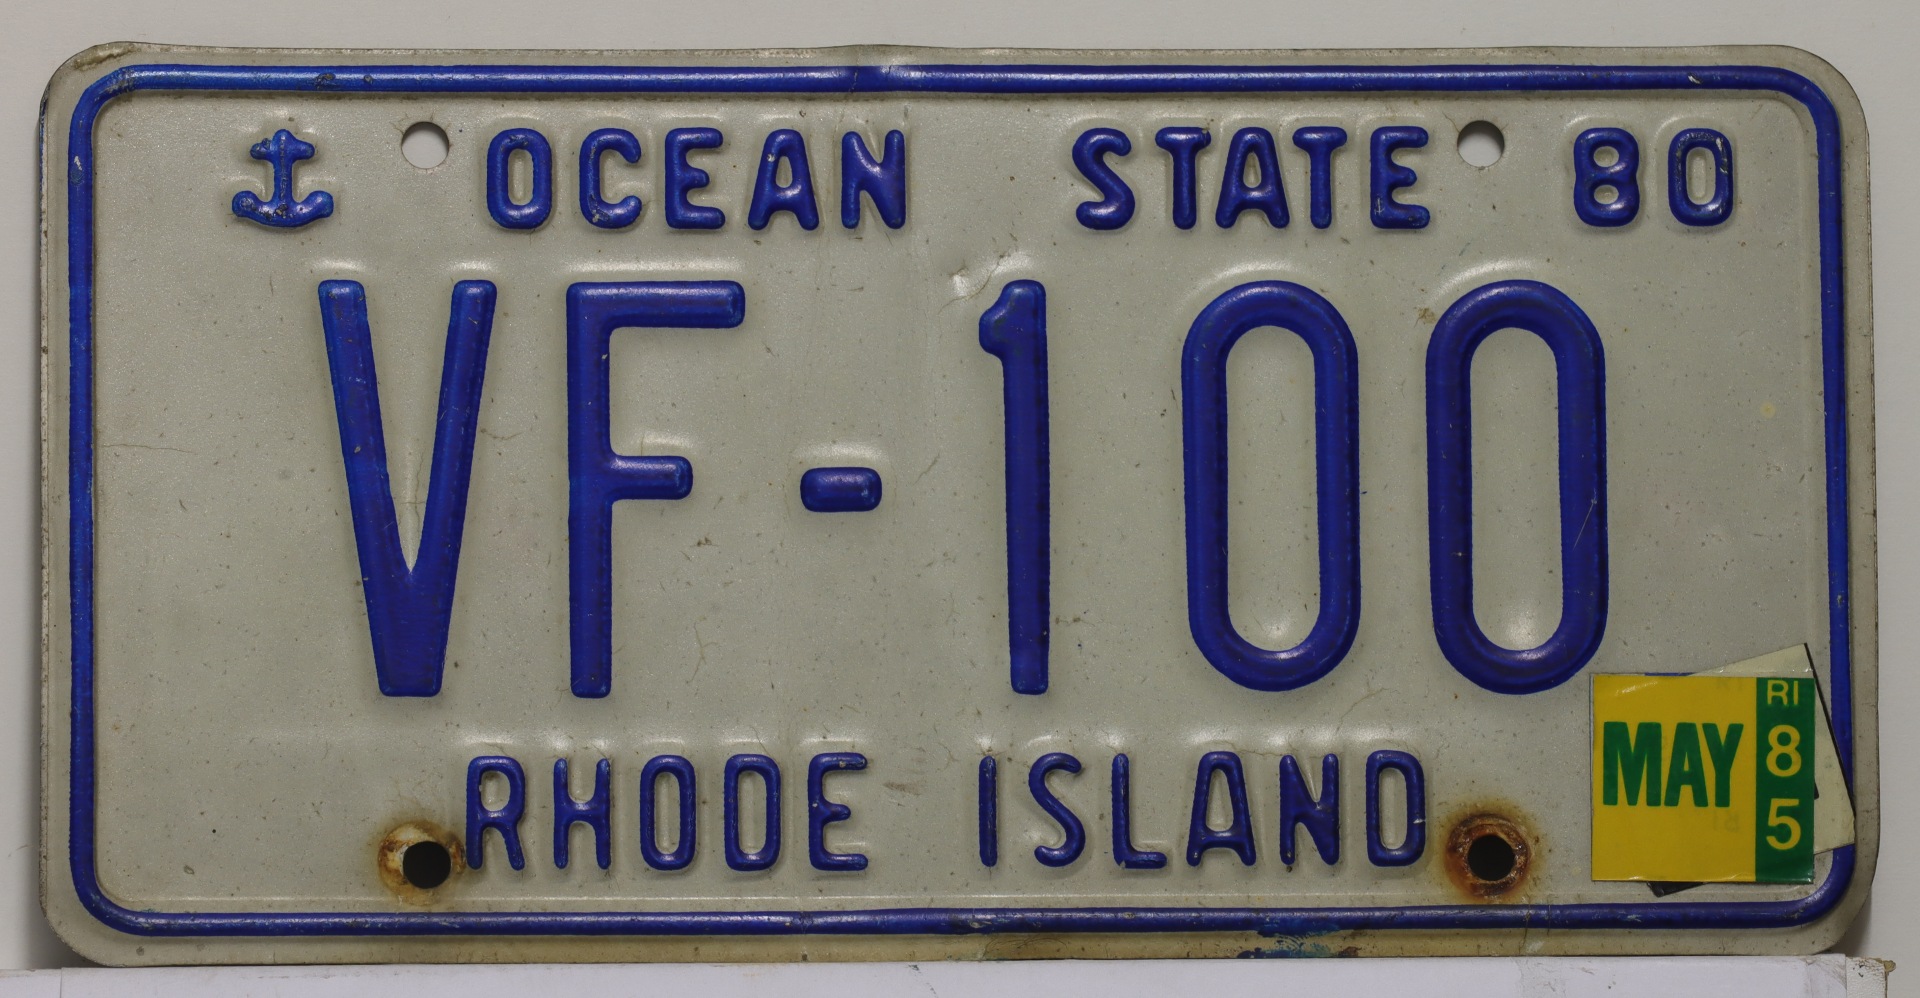 OCEAN STATE 80
VF-100
RHODE ISLAND
MAY
RI
85